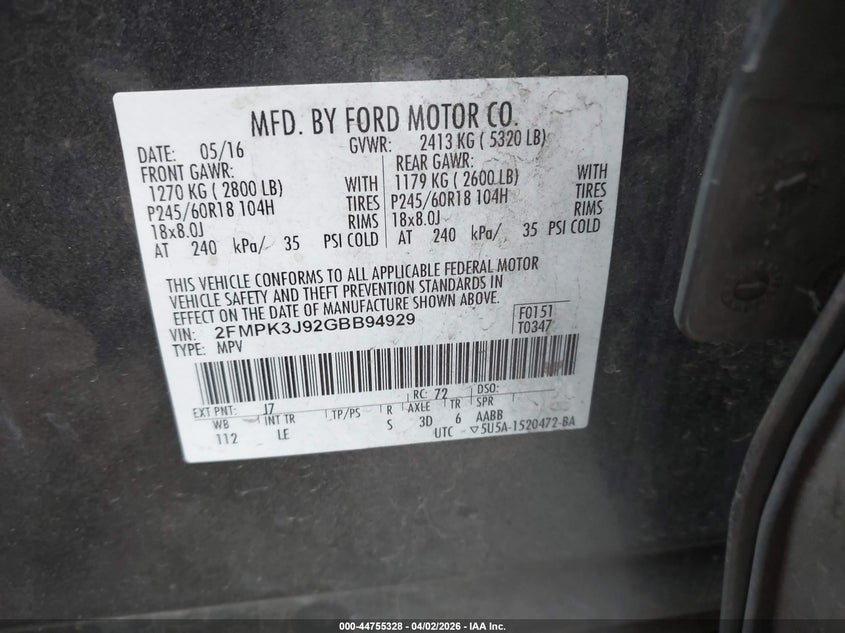 MFD. BY FORD MOTOR CO.
DATE: 05/16 GVWR: 2413 KG ( 5320 LB)
FRONT GAWR: REAR GAWR:
1270 KG ( 2800 LB) WITH 1179 KG ( 2600 LB) WITH
P245/60R18 104H TIRES P245/60R18 104H TIRES
18x8.0J RIMS 18x8.0J RIMS
AT 240 kPa/ 35 PSI COLD AT 240 kPa/ 35 PSI COLD
THIS VEHICLE CONFORMS TO ALL APPLICABLE FEDERAL MOTOR
VEHICLE SAFETY AND THEFT PREVENTION STANDARDS IN
EFFECT ON THE DATE OF MANUFACTURE SHOWN ABOVE.
VIN: 2FMPK3J92GBB94929 F0151
TYPE: MPV T0347
EXT PNT: J7 RC: 72 DSO:
WB INT TR TP/PS R AXLE TR SPR
112 LE S 3D 6 AABB
UTC ▽5U5A-1520472-BA
000-44755328 - 04/02/2026 - IAA Inc.